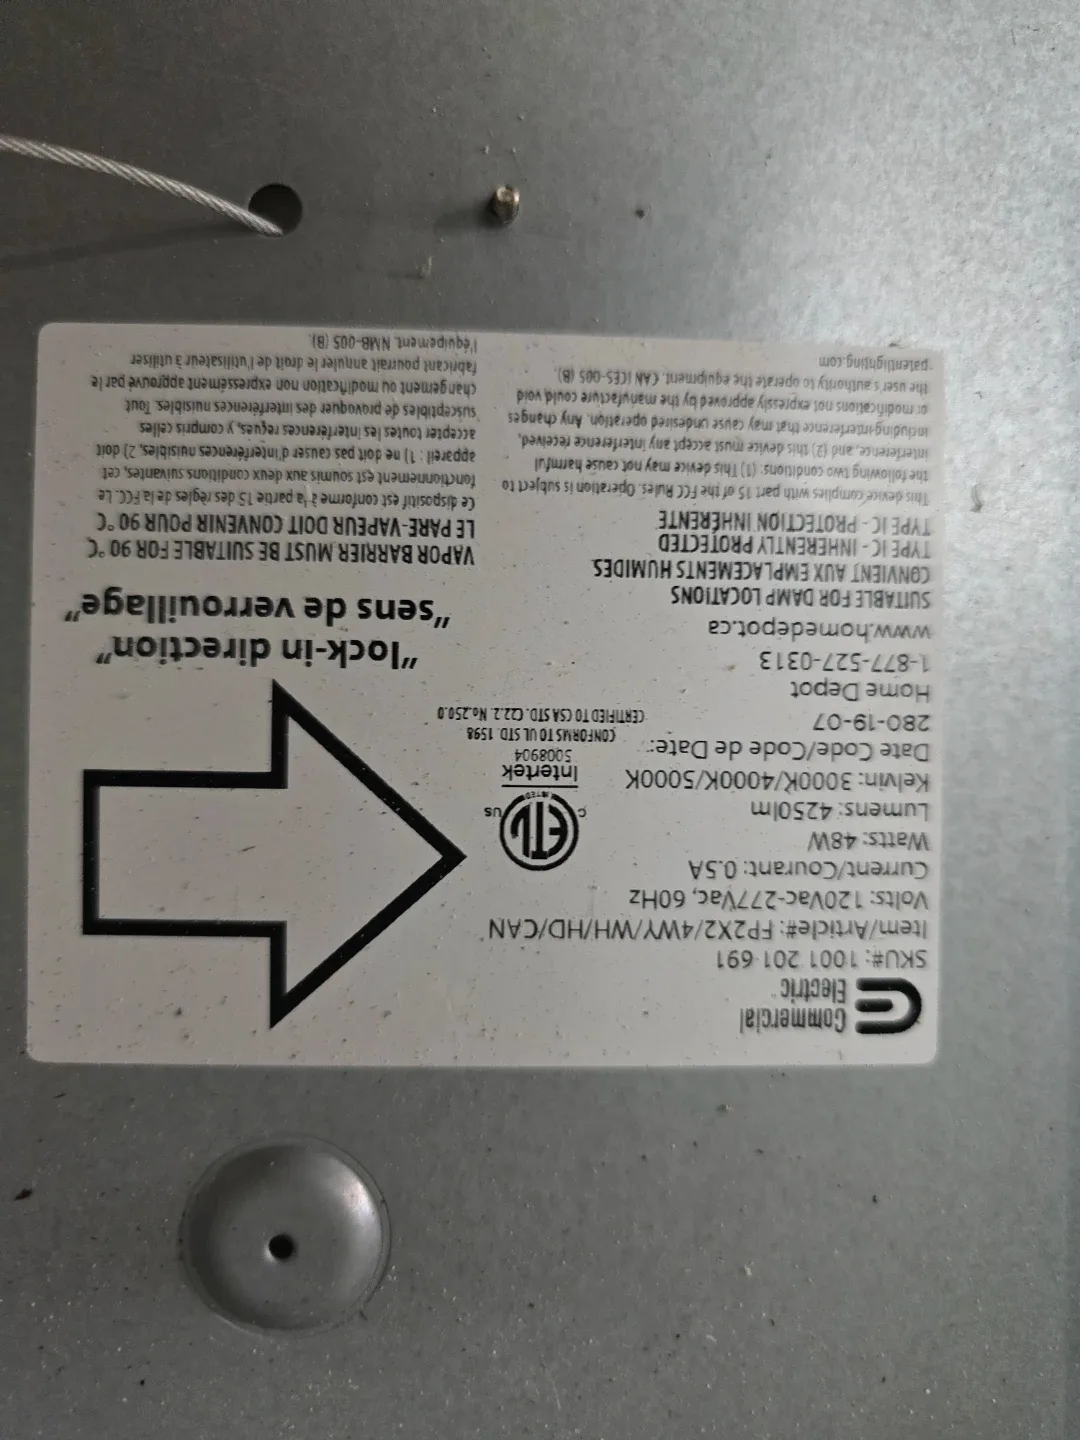 Commercial
Electric
SKU#: 1001 201 691
Item/Article#: FP2X2/4WY/WH/HD/CAN
Volts: 120Vac-277Vac, 60Hz
Current/Courant: 0.5A
Watts: 48W
Lumens: 4250lm
Kelvin: 3000K/4000K/5000K
Date Code/Code de Date:
280-19-07
Home Depot
1-877-527-0313
www.homedepot.ca
SUITABLE FOR DAMP LOCATIONS
CONVIENT AUX EMPLACEMENTS HUMIDES
TYPE IC - INHERENTLY PROTECTED
TYPE IC - PROTECTION INHÉRENTE
This device complies with part 15 of the FCC Rules. Operation is subject to
the following two conditions: (1) This device may not cause harmful
interference, and (2) this device must accept any interference received,
including interference that may cause undesired operation. Any changes
or modifications not expressly approved by the manufacture could void
the user's authority to operate the equipment. CAN ICES-005 (B)
patentlighting.com
C ETL US
LISTED
Intertek
5008904
CONFORMS TO UL STD. 1598
CERTIFIED TO CSA STD. C22.2. No.250.0
"lock-in direction"
"sens de verrouillage"
VAPOR BARRIER MUST BE SUITABLE FOR 90 °C
LE PARE-VAPEUR DOIT CONVENIR POUR 90 °C
Ce dispositif est conforme à la partie 15 des règles de la FCC. Le
fonctionnement est soumis aux deux conditions suivantes, cet
appareil : 1) ne doit pas causer d'interférences nuisibles, 2) doit
accepter toutes les interférences reçues, y compris celles
susceptibles de provoquer des interférences nuisibles. Tout
changement ou modification non expressément approuvé par le
fabricant pourrait annuler le droit de l'utilisateur à utiliser
l'équipement. NMB-005 (B).